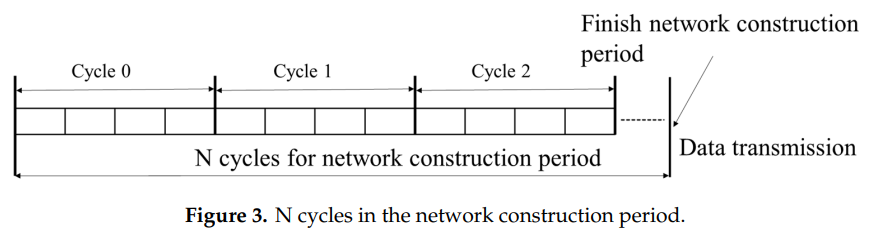 Finish network construction
period
Cycle 0
Cycle 1
Cycle 2
N cycles for network construction period
Data transmission
Figure 3. N cycles in the network construction period.